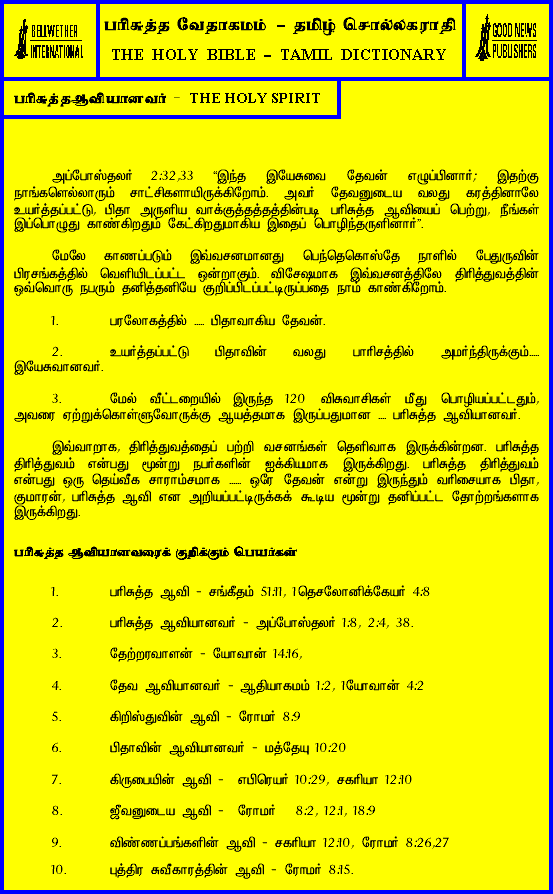 BELLWETHER
INTERNATIONAL
பரிசுத்த வேதாகமம் – தமிழ் சொல்லகராதி
THE HOLY BIBLE – TAMIL DICTIONARY
GOOD NEWS
PUBLISHERS
பரிசுத்தஆவியானவர் – THE HOLY SPIRIT
அப்போஸ்தலர் 2:32,33 “இந்த இயேசுவை தேவன் எழுப்பினார்; இதற்கு
நாங்களெல்லாரும் சாட்சிகளாயிருக்கிறோம். அவர் தேவனுடைய வலது கரத்தினாலே
உயர்த்தப்பட்டு, பிதா அருளிய வாக்குத்தத்தத்தின்படி பரிசுத்த ஆவியைப் பெற்று, நீங்கள்
இப்பொழுது காண்கிறதும் கேட்கிறதுமாகிய இதைப் பொழிந்தருளினார்”.
மேலே காணப்படும் இவ்வசனமானது பெந்தெகொஸ்தே நாளில் பேதுருவின்
பிரசங்கத்தில் வெளியிடப்பட்ட ஒன்றாகும். விசேஷமாக இவ்வசனத்திலே திரித்துவத்தின்
ஒவ்வொரு நபரும் தனித்தனியே குறிப்பிடப்பட்டிருப்பதை நாம் காண்கிறோம்.
1. பரலோகத்தில் ..... பிதாவாகிய தேவன்.
2. உயர்த்தப்பட்டு பிதாவின் வலது பாரிசத்தில் அமர்ந்திருக்கும்.....
இயேசுவானவர்.
3. மேல் வீட்டறையில் இருந்த 120 விசுவாசிகள் மீது பொழியப்பட்டதும்,
அவரை ஏற்றுக்கொள்ளுவோருக்கு ஆயத்தமாக இருப்பதுமான .... பரிசுத்த ஆவியானவர்.
இவ்வாறாக, திரித்துவத்தைப் பற்றி வசனங்கள் தெளிவாக இருக்கின்றன. பரிசுத்த
திரித்துவம் என்பது மூன்று நபர்களின் ஐக்கியமாக இருக்கிறது. பரிசுத்த திரித்துவம்
என்பது ஒரு தெய்வீக சாராம்சமாக ...... ஒரே தேவன் என்று இருந்தும் வரிசையாக பிதா,
குமாரன், பரிசுத்த ஆவி என அறியப்பட்டிருக்கக் கூடிய மூன்று தனிப்பட்ட தோற்றங்களாக
இருக்கிறது.
பரிசுத்த ஆவியானவரைக் குறிக்கும் பெயர்கள்
1. பரிசுத்த ஆவி - சங்கீதம் 51:11, 1தெசலோனிக்கேயர் 4:8
2. பரிசுத்த ஆவியானவர் - அப்போஸ்தலர் 1:8, 2:4, 38.
3. தேற்றரவாளன் - யோவான் 14:16,
4. தேவ ஆவியானவர் - ஆதியாகமம் 1:2, 1யோவான் 4:2
5. கிறிஸ்துவின் ஆவி - ரோமர் 8:9
6. பிதாவின் ஆவியானவர் - மத்தேயு 10:20
7. கிருபையின் ஆவி - எபிரெயர் 10:29, சகரியா 12:10
8. ஜீவனுடைய ஆவி - ரோமர் 8:2, 12:1, 18:9
9. விண்ணப்பங்களின் ஆவி - சகரியா 12:10, ரோமர் 8:26,27
10. புத்திர சுவீகாரத்தின் ஆவி - ரோமர் 8:15.